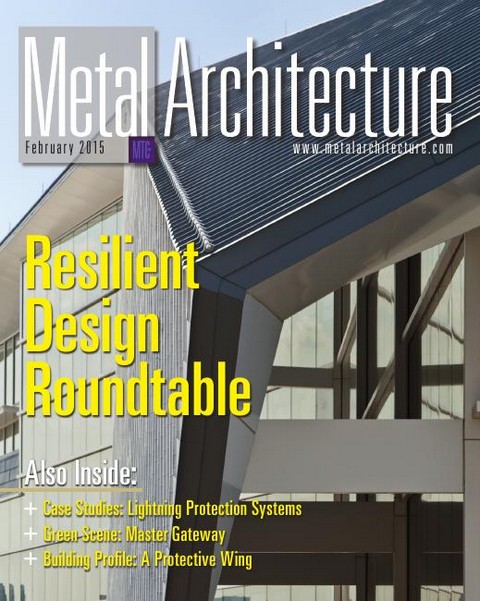 Metal Architecture
February 2015
MTG
www.metalarchitecture.com
Resilient
Design
Roundtable
Also Inside:
+ Case Studies: Lightning Protection Systems
+ Green-Scene: Master Gateway
+ Building Profile: A Protective Wing